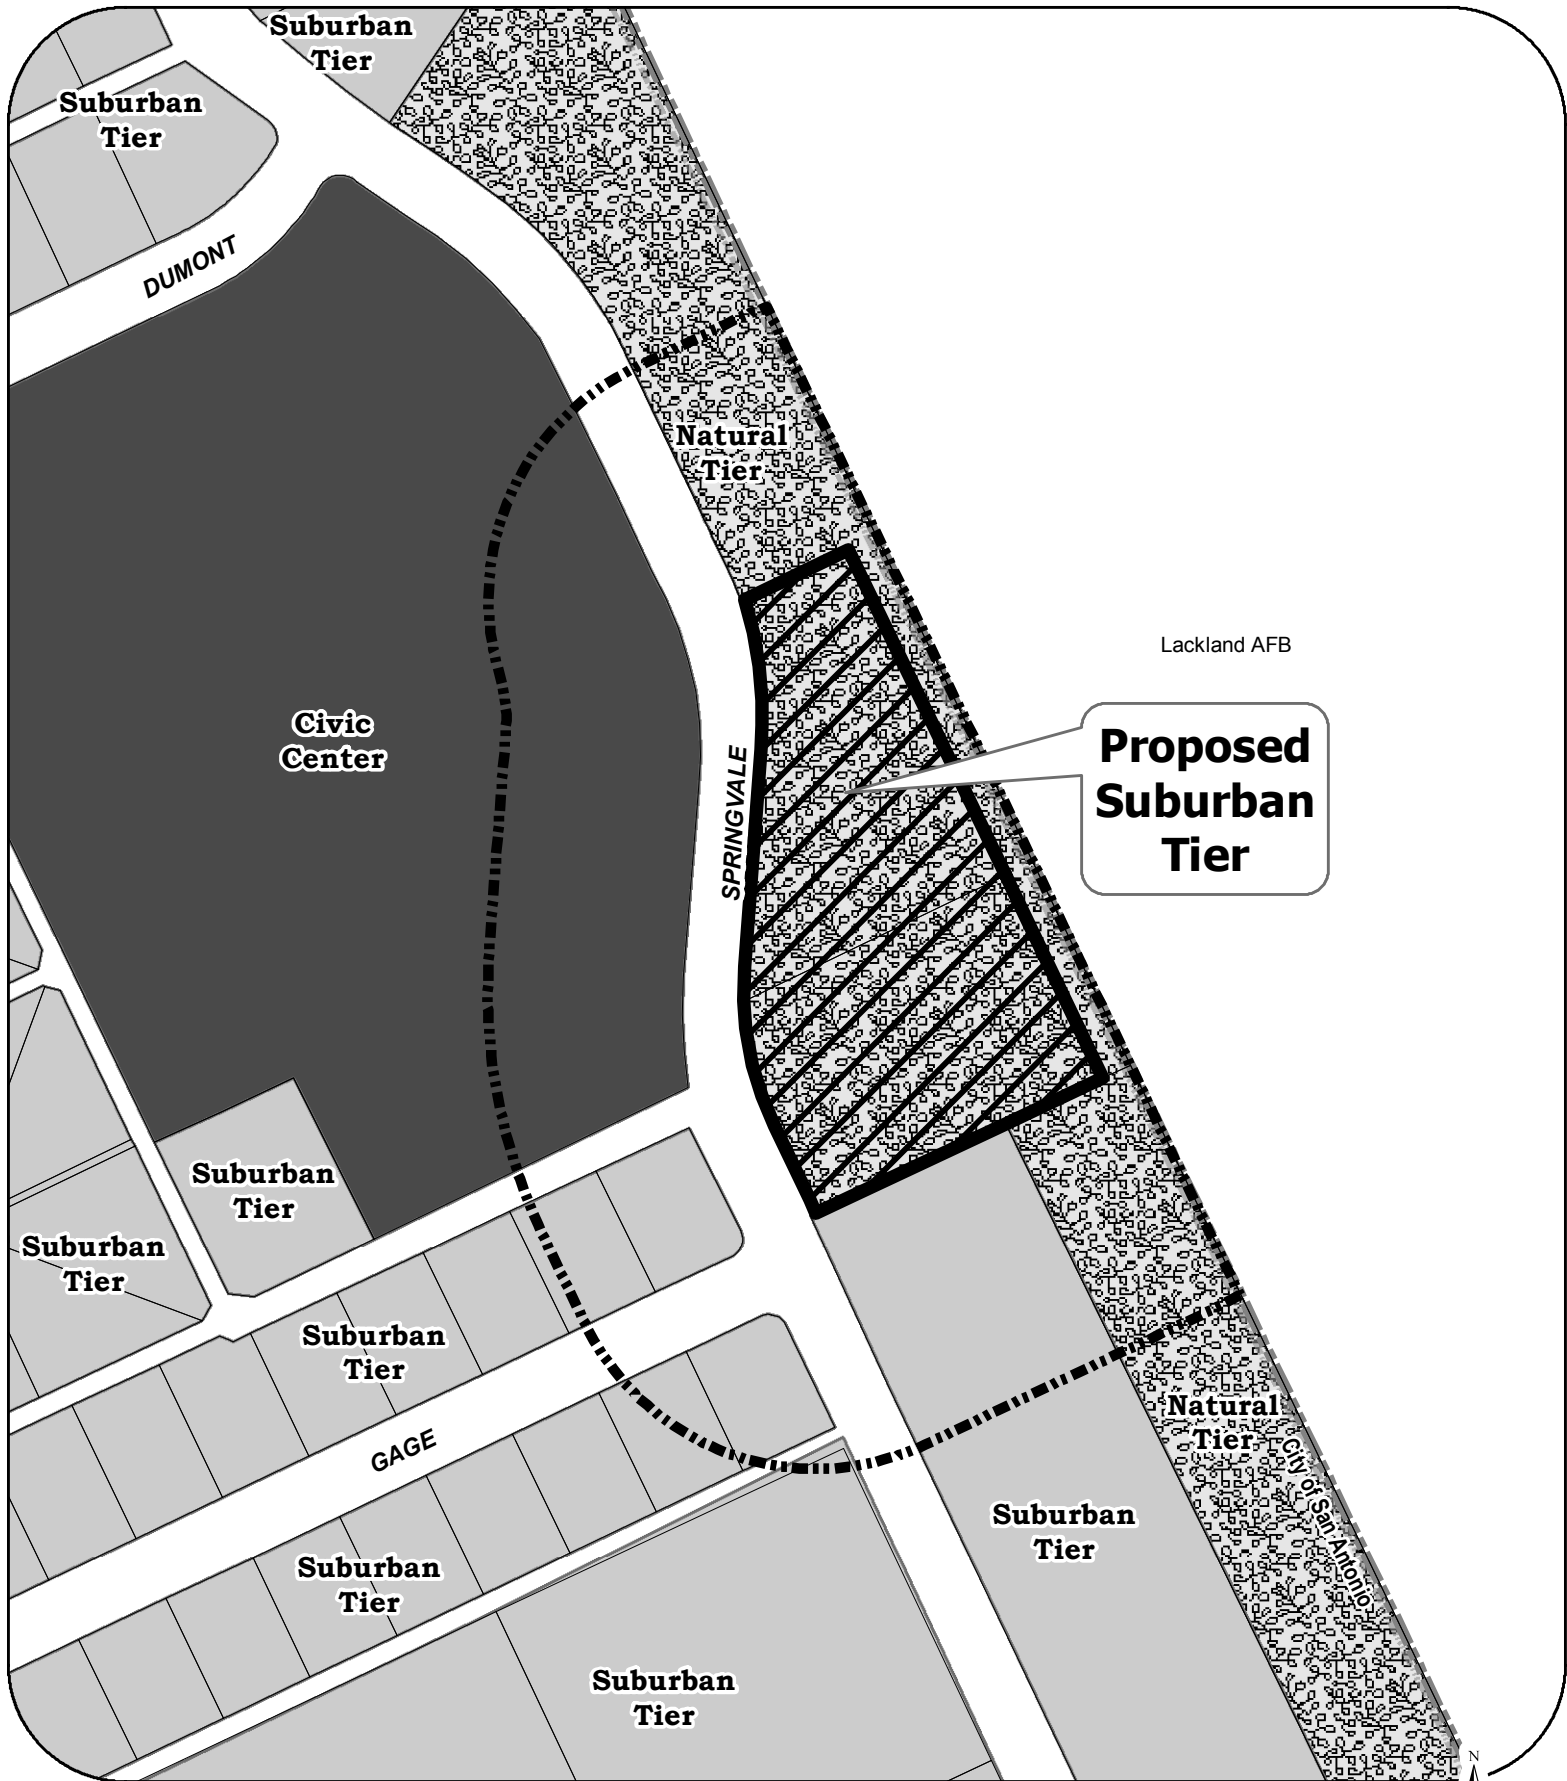 Suburban
Tier
Suburban
Tier
DUMONT
Natural
Tier
Lackland AFB
Civic
Center
SPRINGVALE
Proposed
Suburban
Tier
Suburban
Tier
Suburban
Tier
Suburban
Tier
GAGE
Natural
Tier
City of San Antonio
Suburban
Tier
Suburban
Tier
Suburban
Tier
N